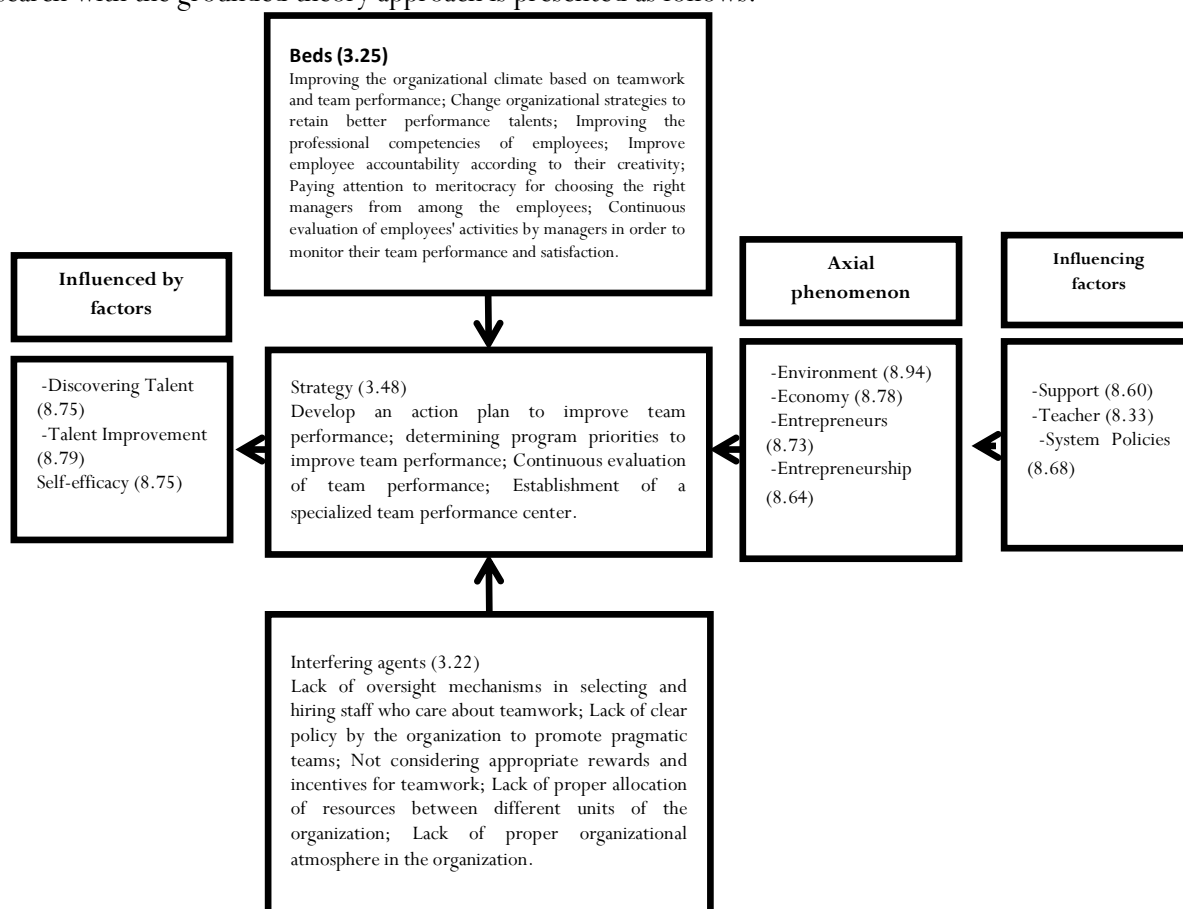 search with the grounded theory approach is presented as follows:
Beds (3.25)
Improving the organizational climate based on teamwork
and team performance; Change organizational strategies to
retain better performance talents; Improving the
professional competencies of employees; Improve
employee accountability according to their creativity;
Paying attention to meritocracy for choosing the right
managers from among the employees; Continuous
evaluation of employees' activities by managers in order to
monitor their team performance and satisfaction.
Influenced by
factors
-Discovering Talent
(8.75)
-Talent Improvement
(8.79)
Self-efficacy (8.75)
Strategy (3.48)
Develop an action plan to improve team
performance; determining program priorities to
improve team performance; Continuous evaluation
of team performance; Establishment of a
specialized team performance center.
Axial
phenomenon
-Environment (8.94)
-Economy (8.78)
-Entrepreneurs
(8.73)
-Entrepreneurship
(8.64)
Influencing
factors
-Support (8.60)
-Teacher (8.33)
-System Policies
(8.68)
Interfering agents (3.22)
Lack of oversight mechanisms in selecting and
hiring staff who care about teamwork; Lack of clear
policy by the organization to promote pragmatic
teams; Not considering appropriate rewards and
incentives for teamwork; Lack of proper allocation
of resources between different units of the
organization; Lack of proper organizational
atmosphere in the organization.